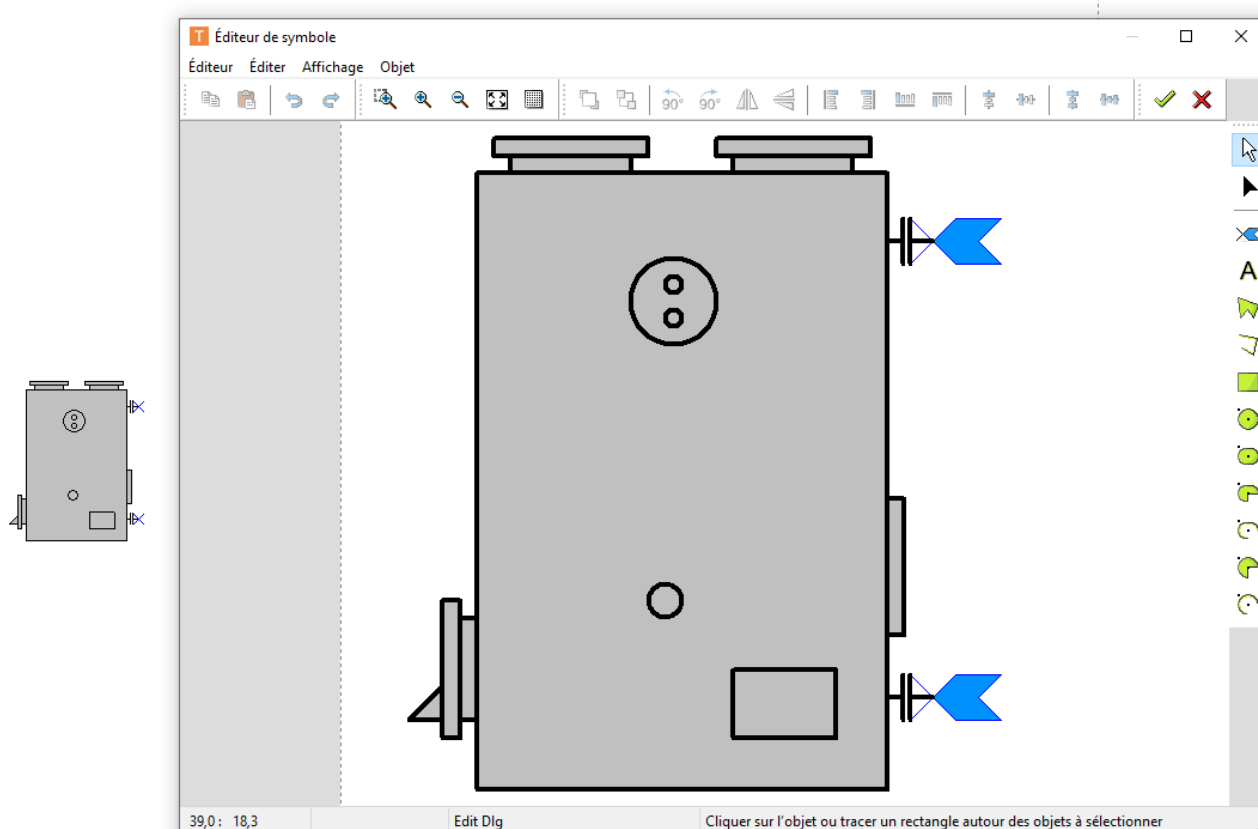 T Éditeur de symbole
Éditeur Éditer Affichage Objet
90° 90°
A
39,0 : 18,3 Edit Dlg Cliquer sur l'objet ou tracer un rectangle autour des objets à sélectionner